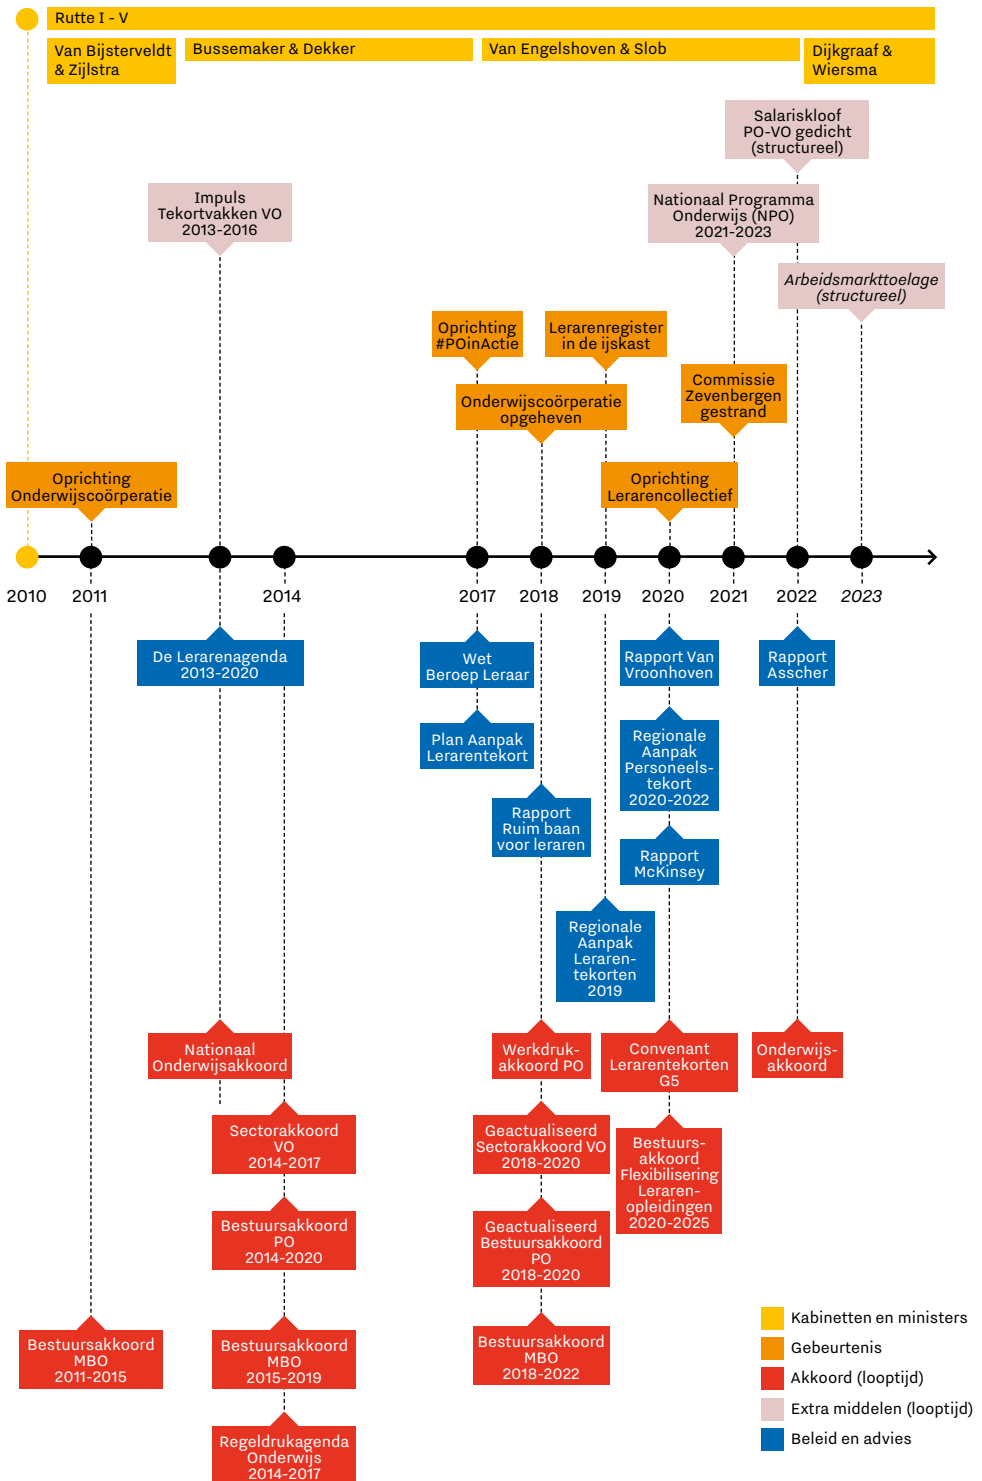 Rutte I - V
Van Bijsterveldt
& Zijlstra
Bussemaker & Dekker
Van Engelshoven & Slob
Dijkgraaf &
Wiersma
Salariskloof
PO-VO gedicht
(structureel)
Impuls
Tekortvakken VO
2013-2016
Nationaal Programma
Onderwijs (NPO)
2021-2023
Arbeidsmarkttoelage
(structureel)
Oprichting
#POinActie
Lerarenregister
in de ijskast
Onderwijscoörperatie
opgeheven
Commissie
Zevenbergen
gestrand
Oprichting
Onderwijscoörperatie
Oprichting
Lerarencollectief
2010
2011
2014
2017
2018
2019
2020
2021
2022
2023
De Lerarenagenda
2013-2020
Wet
Beroep Leraar
Rapport Van
Vroonhoven
Rapport
Asscher
Plan Aanpak
Lerarentekort
Regionale
Aanpak
Personeels-
tekort
2020-2022
Rapport
Ruim baan
voor leraren
Rapport
McKinsey
Regionale
Aanpak
Leraren-
tekorten
2019
Nationaal
Onderwijsakkoord
Werkdruk-
akkoord PO
Convenant
Lerarentekorten
G5
Onderwijs-
akkoord
Sectorakkoord
VO
2014-2017
Geactualiseerd
Sectorakkoord VO
2018-2020
Bestuurs-
akkoord
Flexibilisering
Leraren-
opleidingen
2020-2025
Bestuursakkoord
PO
2014-2020
Geactualiseerd
Bestuursakkoord
PO
2018-2020
Bestuursakkoord
MBO
2011-2015
Bestuursakkoord
MBO
2015-2019
Bestuursakkoord
MBO
2018-2022
Regeldrukagenda
Onderwijs
2014-2017
Kabinetten en ministers
Gebeurtenis
Akkoord (looptijd)
Extra middelen (looptijd)
Beleid en advies